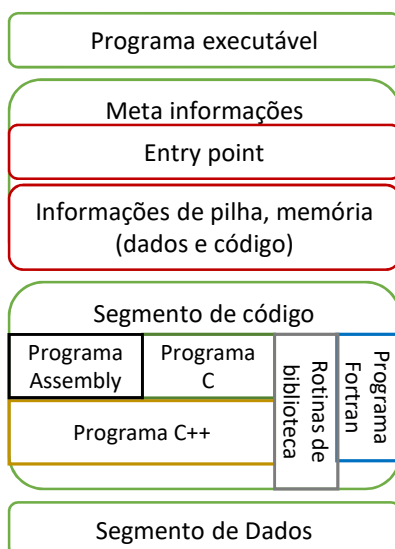 Programa executável
Meta informações
Entry point
Informações de pilha, memória
(dados e código)
Segmento de código
Programa
Assembly
Programa
C
Programa C++
Rotinas de
biblioteca
Programa
Fortran
Segmento de Dados